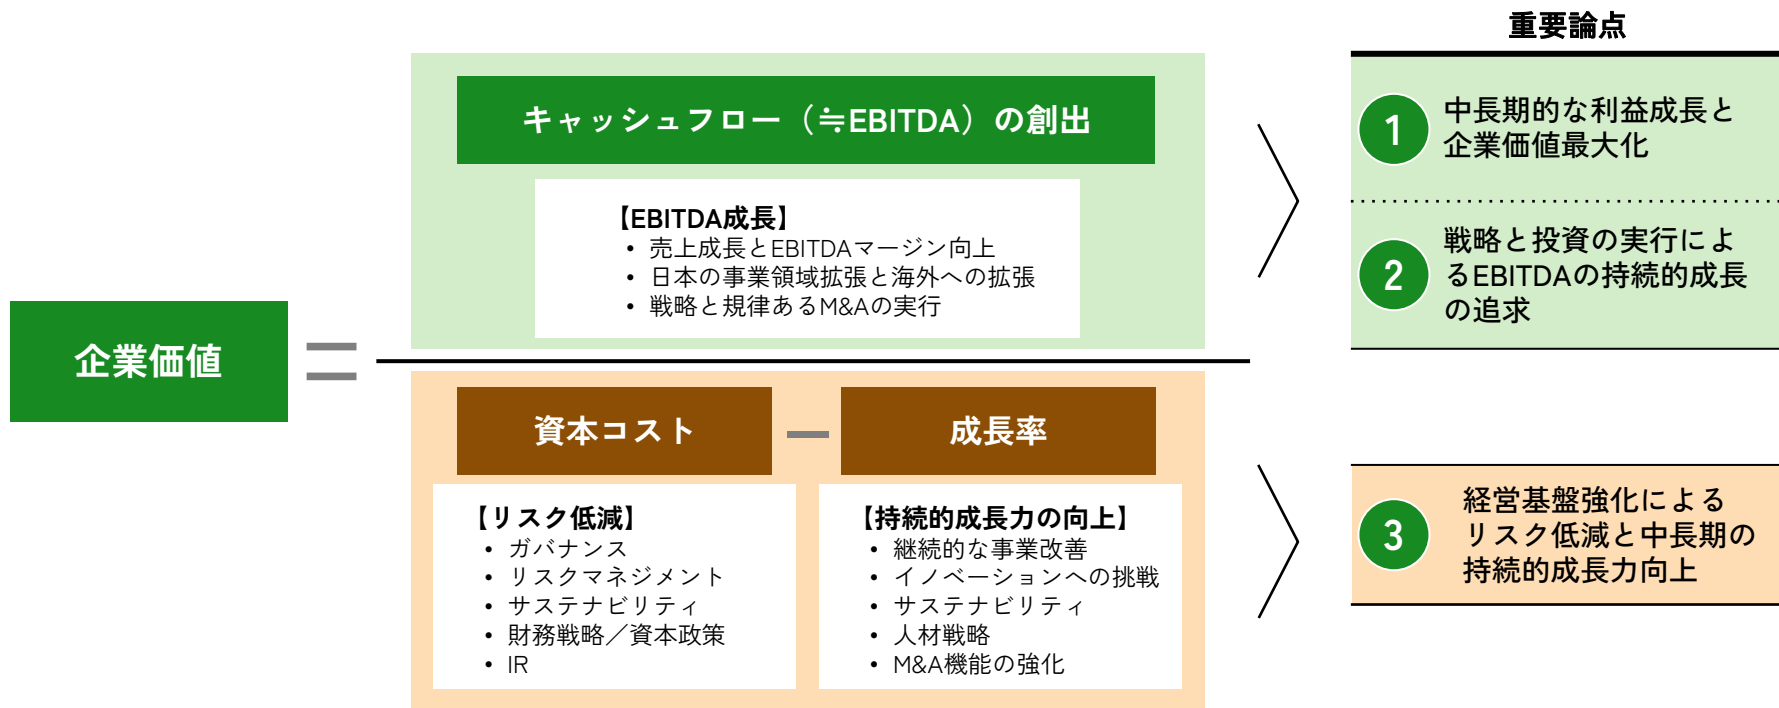 重要論点
キャッシュフロー（≒EBITDA）の創出
【EBITDA成長】
• 売上成長とEBITDAマージン向上
• 日本の事業領域拡張と海外への拡張
• 戦略と規律あるM&Aの実行
1
中長期的な利益成長と
企業価値最大化
2
戦略と投資の実行によ
るEBITDAの持続的成長
の追求
企業価値
=
資本コスト
—
成長率
【リスク低減】
• ガバナンス
• リスクマネジメント
• サステナビリティ
• 財務戦略／資本政策
• IR
【持続的成長力の向上】
• 継続的な事業改善
• イノベーションへの挑戦
• サステナビリティ
• 人材戦略
• M&A機能の強化
3
経営基盤強化による
リスク低減と中長期の
持続的成長力向上